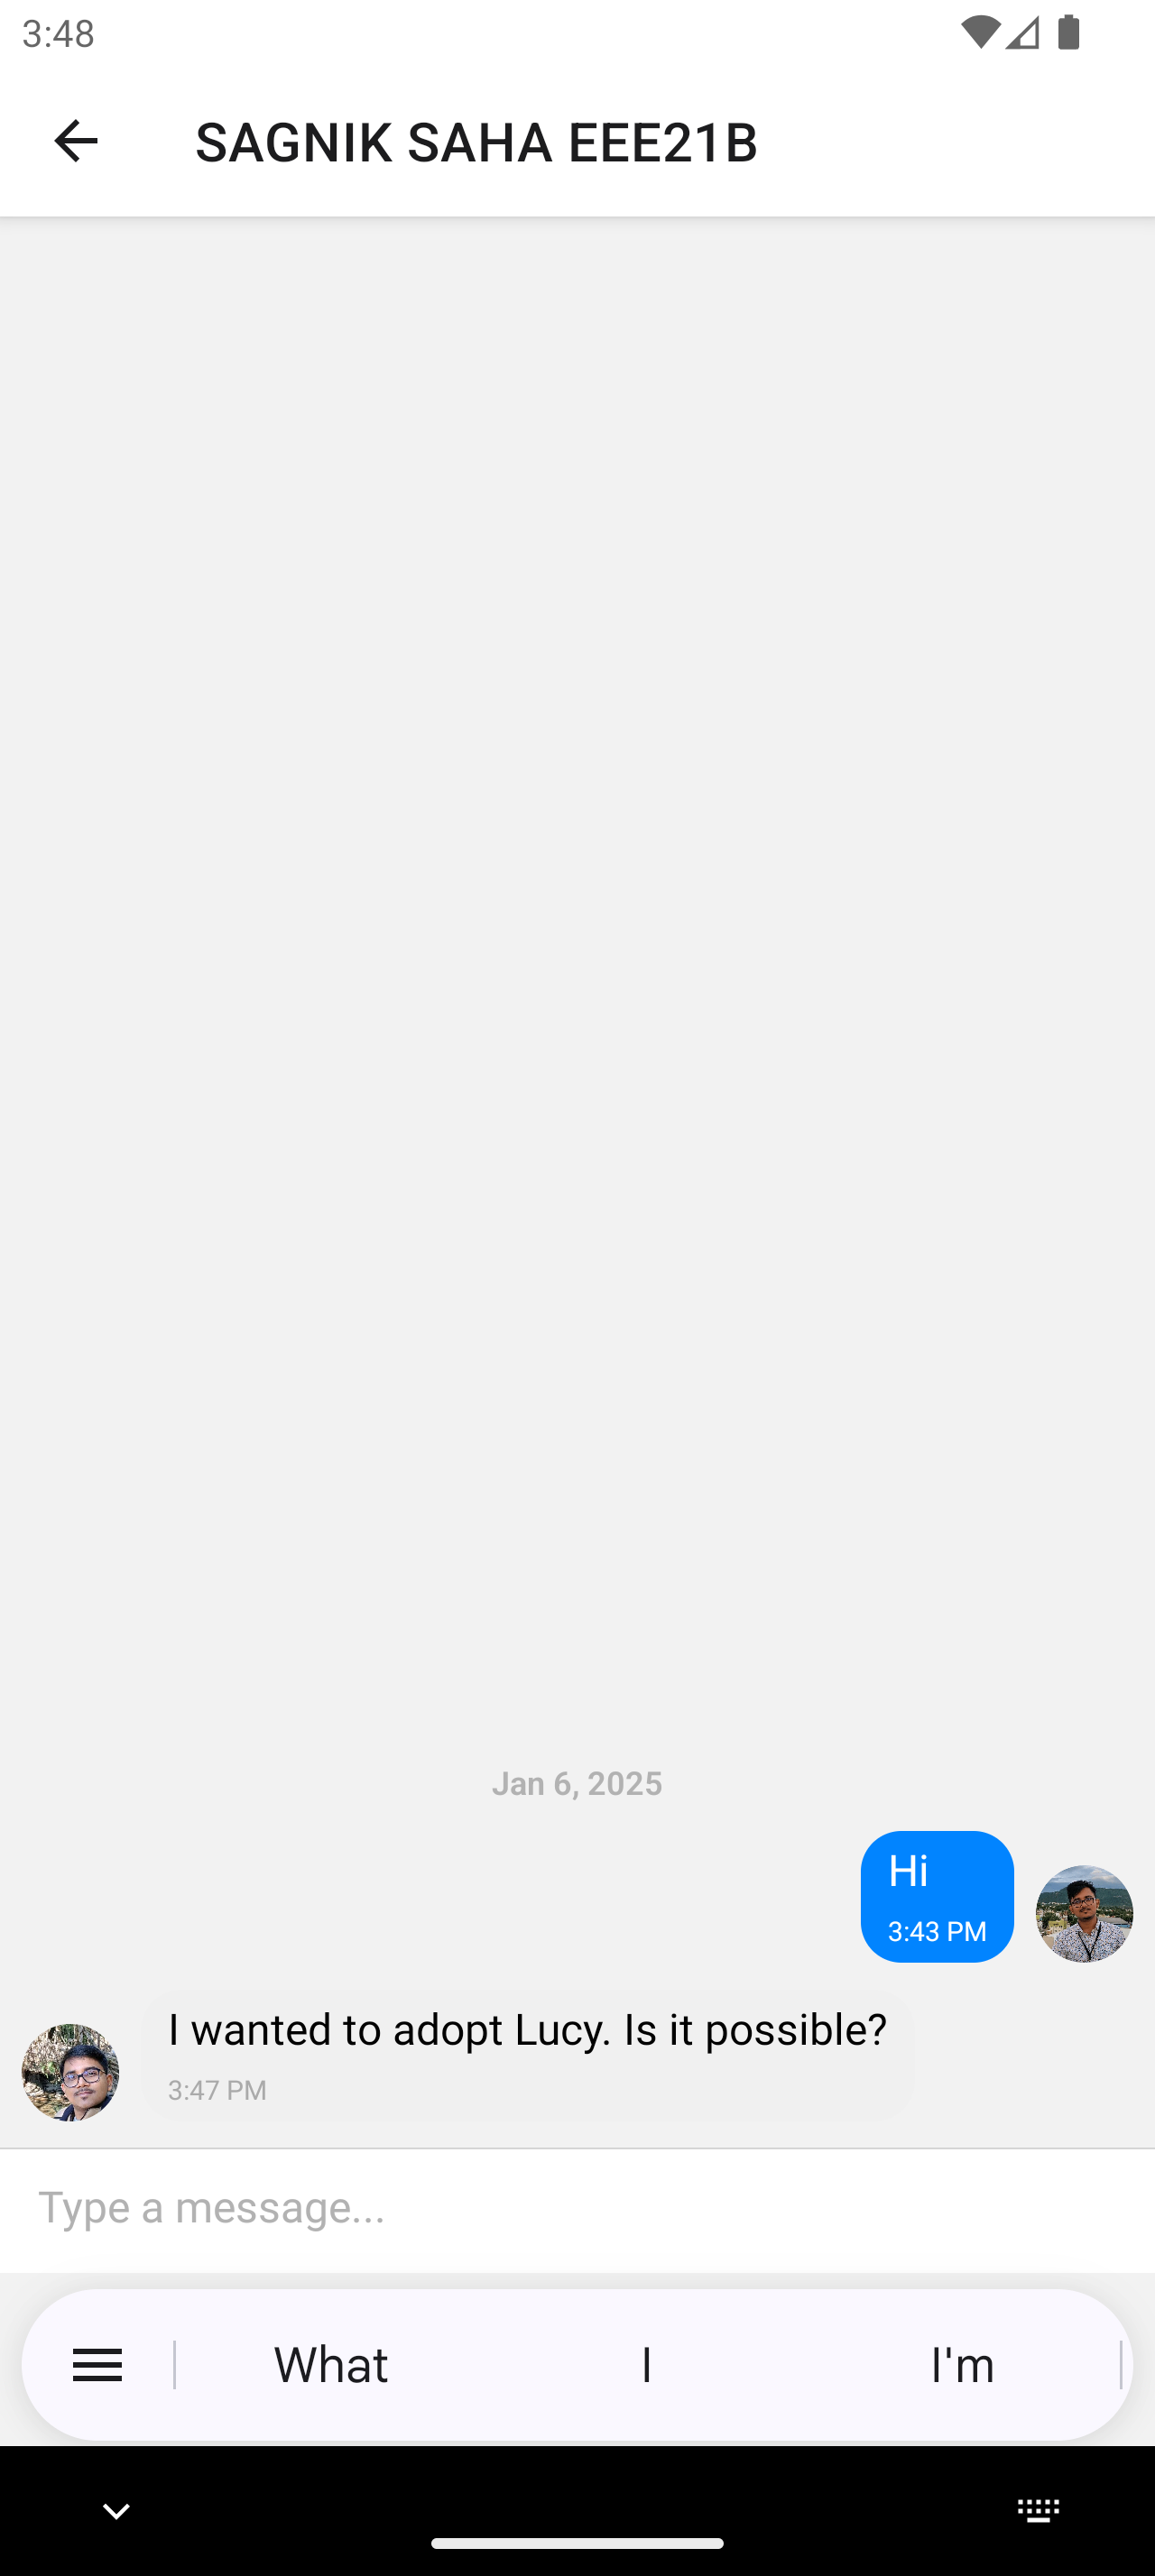 3:48
SAGNIK SAHA EEE21B
Jan 6, 2025
Hi
3:43 PM
I wanted to adopt Lucy. Is it possible?
3:47 PM
Type a message...
What I I'm